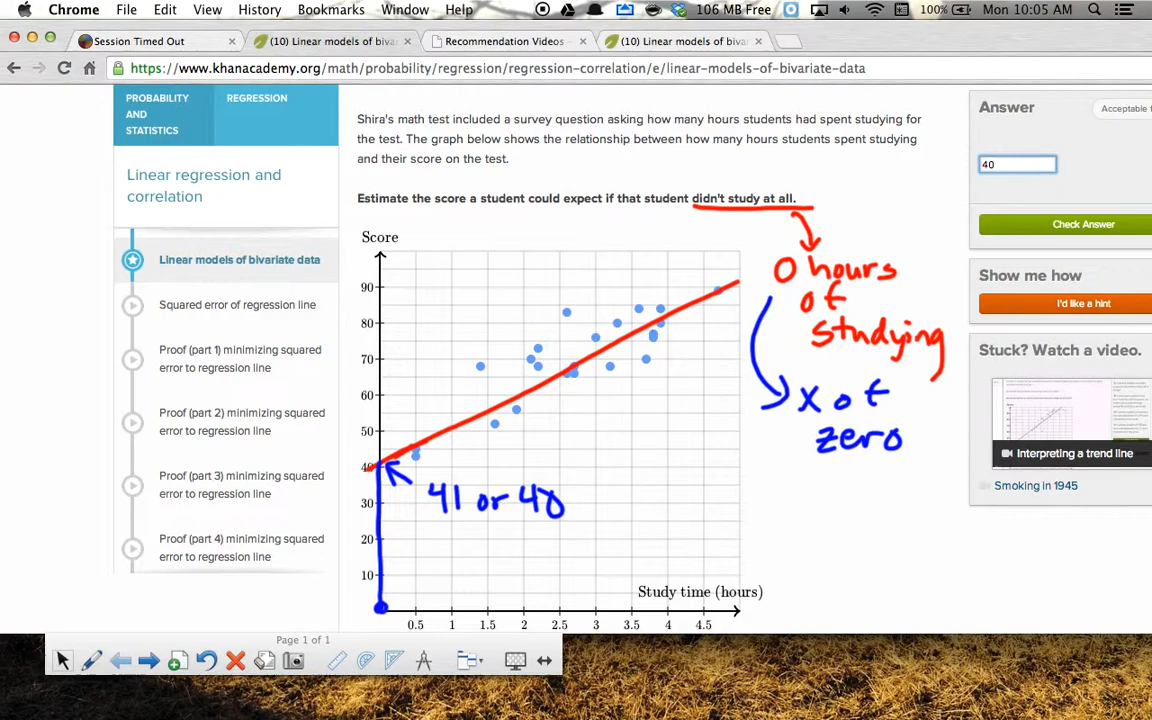 Chrome File Edit View History Bookmarks Window Help 106 MB Free 100% Mon 10:05 AM
Session Timed Out (10) Linear models of biva Recommendation Videos - (10) Linear models of biva
https://www.khanacademy.org/math/probability/regression/regression-correlation/e/linear-models-of-bivariate-data
PROBABILITY
AND
STATISTICS
REGRESSION
Linear regression and
correlation
Linear models of bivariate data
Squared error of regression line
Proof (part 1) minimizing squared
error to regression line
Proof (part 2) minimizing squared
error to regression line
Proof (part 3) minimizing squared
error to regression line
Proof (part 4) minimizing squared
error to regression line
Shira's math test included a survey question asking how many hours students had spent studying for
the test. The graph below shows the relationship between how many hours students spent studying
and their score on the test.
Estimate the score a student could expect if that student didn't study at all.
Score
90
80
70
60
50
40
30
20
10
Study time (hours)
0.5 1 1.5 2 2.5 3 3.5 4 4.5
41 or 40
0 hours
of
studying
x of
zero
Answer
Acceptable
40
Check Answer
Show me how
I'd like a hint
Stuck? Watch a video.
Interpreting a trend line
Smoking in 1945
Page 1 of 1